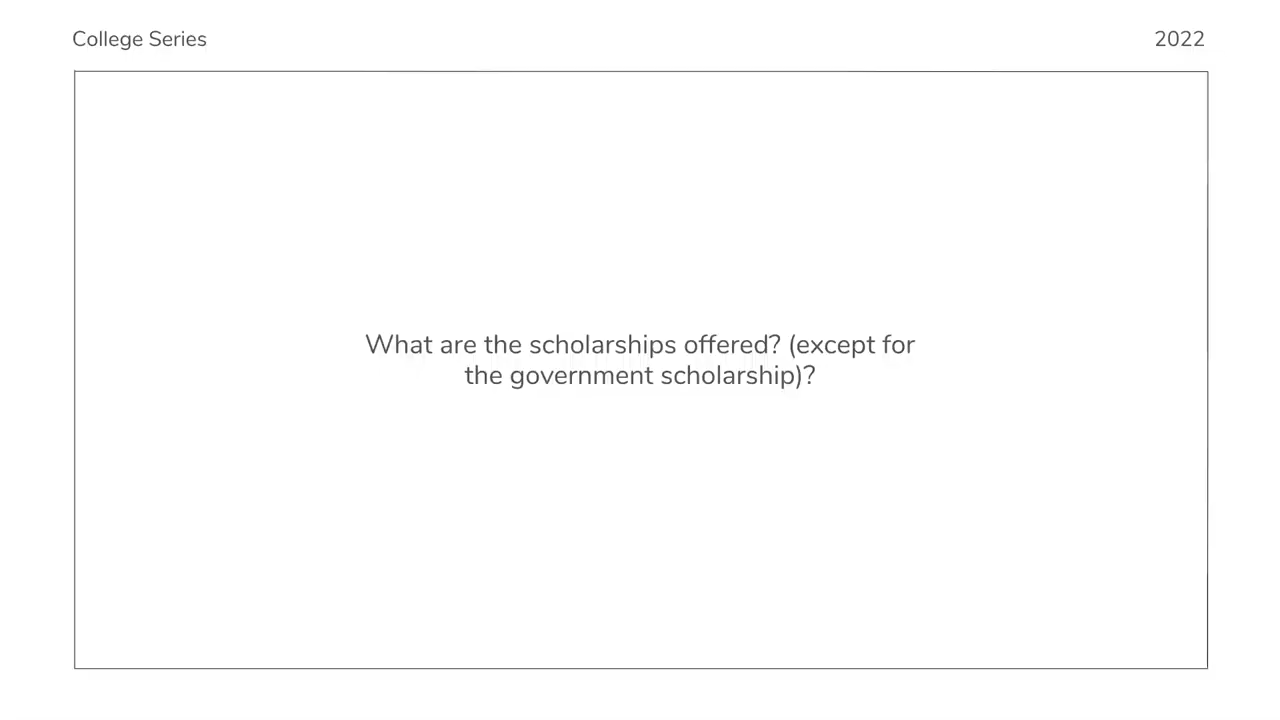 College Series
2022
What are the scholarships offered? (except for
the government scholarship)?